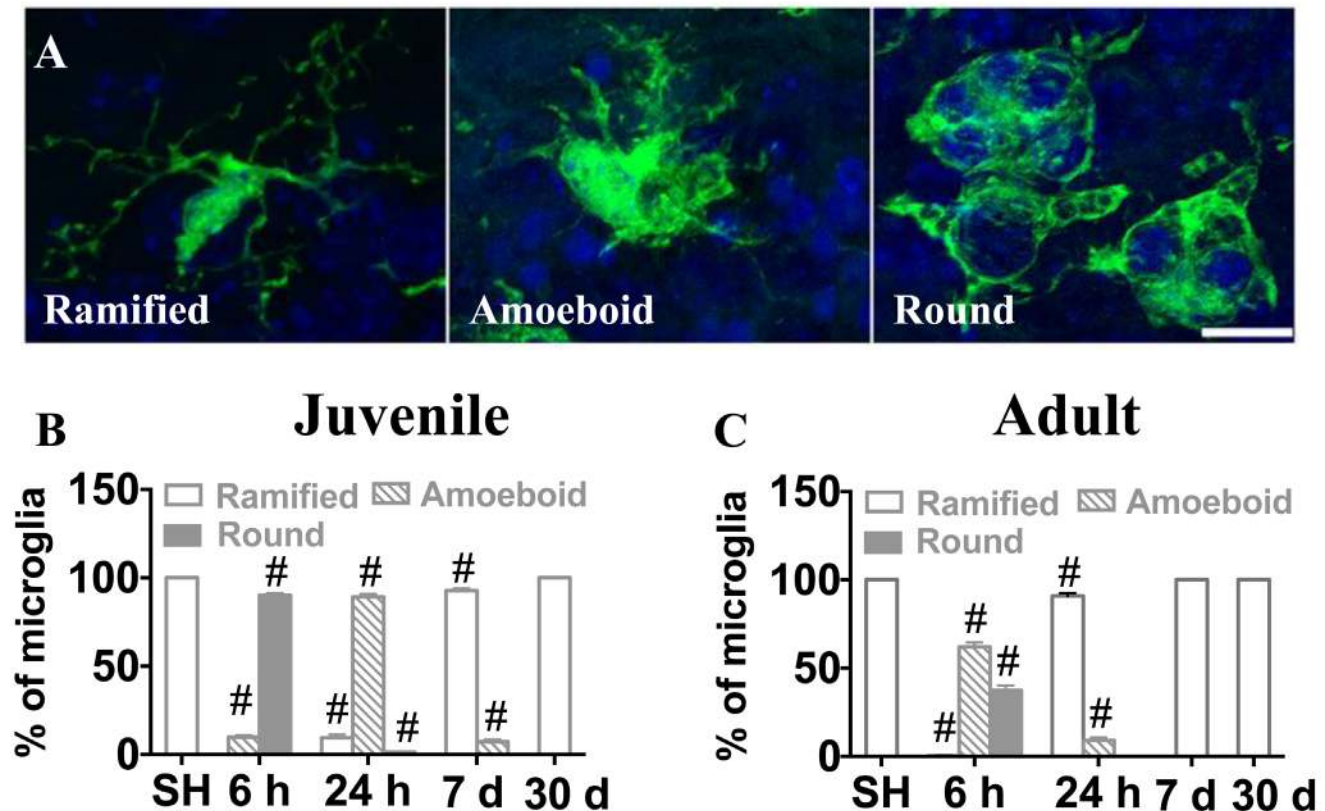 A
Ramified
Amoeboid
Round
B
Juvenile
% of microglia
150
100
50
0
Ramified
Amoeboid
Round
#
#
#
#
#
#
#
SH
6 h
24 h
7 d
30 d
C
Adult
% of microglia
150
100
50
0
Ramified
Amoeboid
Round
#
#
#
#
#
SH
6 h
24 h
7 d
30 d